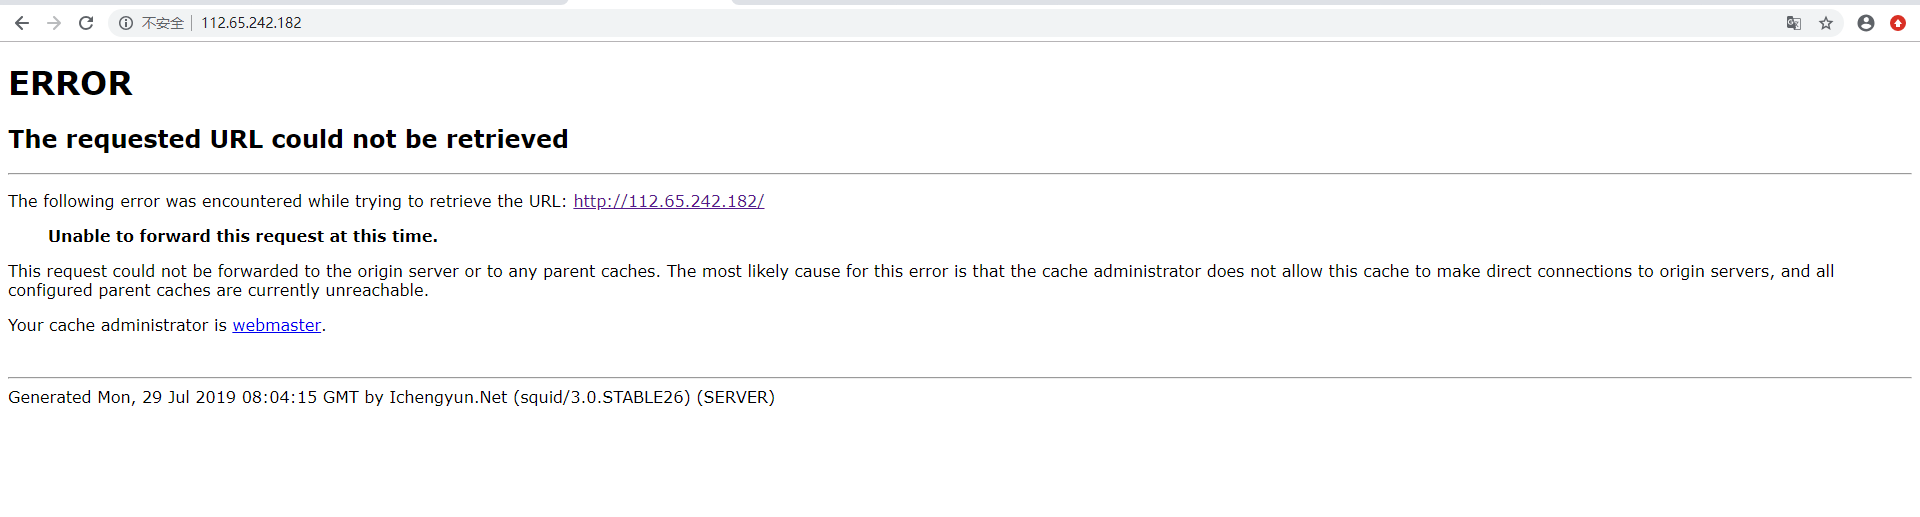 不安全 112.65.242.182
ERROR
The requested URL could not be retrieved
The following error was encountered while trying to retrieve the URL: http://112.65.242.182/
Unable to forward this request at this time.
This request could not be forwarded to the origin server or to any parent caches. The most likely cause for this error is that the cache administrator does not allow this cache to make direct connections to origin servers, and all
configured parent caches are currently unreachable.
Your cache administrator is webmaster.
Generated Mon, 29 Jul 2019 08:04:15 GMT by Ichengyun.Net (squid/3.0.STABLE26) (SERVER)